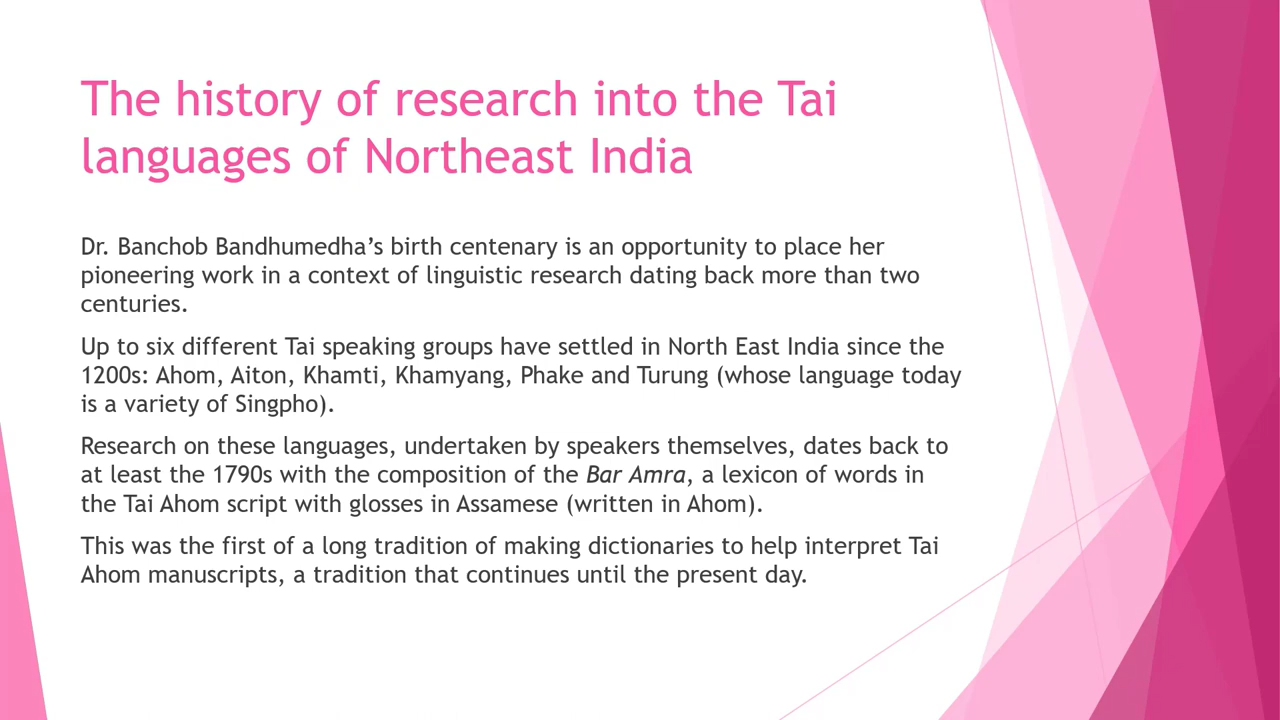 The history of research into the Tai
languages of Northeast India
Dr. Banchob Bandhumedha’s birth centenary is an opportunity to place her
pioneering work in a context of linguistic research dating back more than two
centuries.
Up to six different Tai speaking groups have settled in North East India since the
1200s: Ahom, Aiton, Khamti, Khamyang, Phake and Turung (whose language today
is a variety of Singpho).
Research on these languages, undertaken by speakers themselves, dates back to
at least the 1790s with the composition of the Bar Amra, a lexicon of words in
the Tai Ahom script with glosses in Assamese (written in Ahom).
This was the first of a long tradition of making dictionaries to help interpret Tai
Ahom manuscripts, a tradition that continues until the present day.